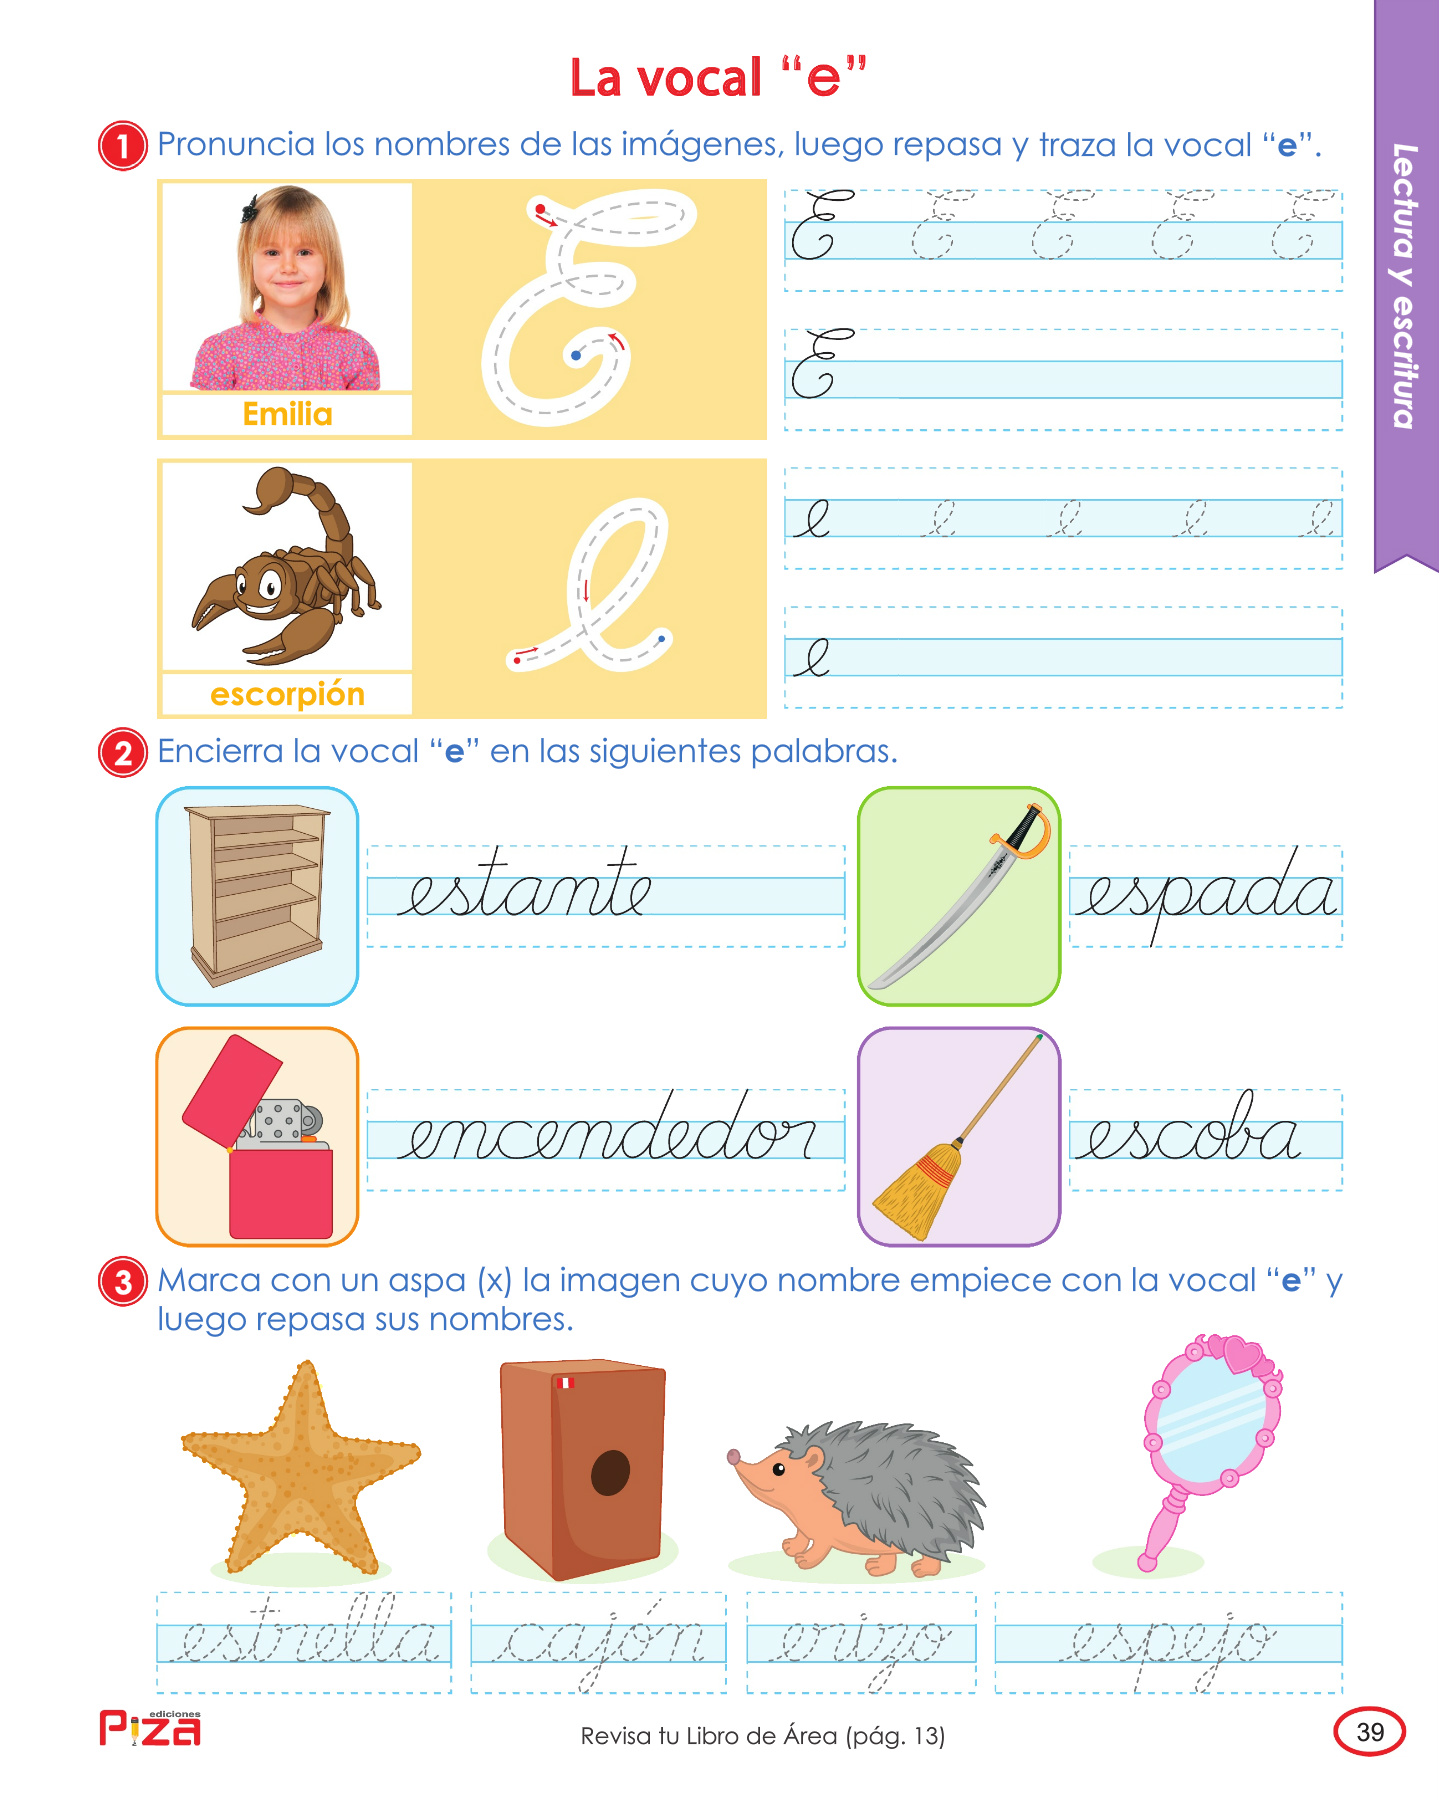 La vocal “e”
1 Pronuncia los nombres de las imágenes, luego repasa y traza la vocal “e”.
Lectura y escritura
E
E E E E E
Emilia
E
e
e e e e e
escorpión
e
2 Encierra la vocal “e” en las siguientes palabras.
estante
espada
encendedor
escoba
3 Marca con un aspa (x) la imagen cuyo nombre empiece con la vocal “e” y
luego repasa sus nombres.
estrella
cajón
erizo
espejo
ediciones
Piza
Revisa tu Libro de Área (pág. 13)
39